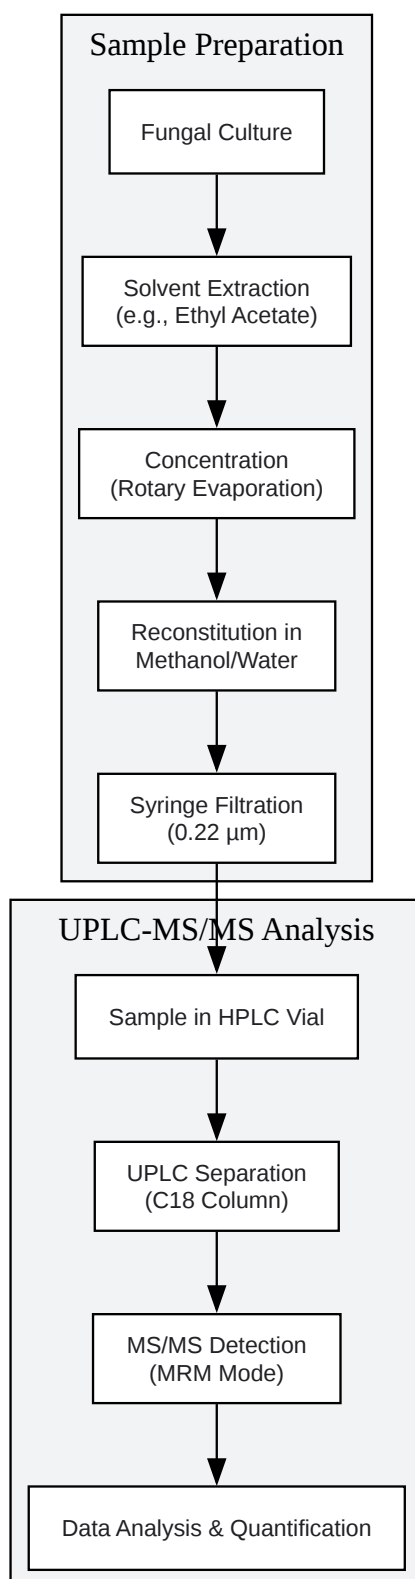 Sample Preparation
Fungal Culture
Solvent Extraction
(e.g., Ethyl Acetate)
Concentration
(Rotary Evaporation)
Reconstitution in
Methanol/Water
Syringe Filtration
(0.22 µm)
UPLC-MS/MS Analysis
Sample in HPLC Vial
UPLC Separation
(C18 Column)
MS/MS Detection
(MRM Mode)
Data Analysis & Quantification